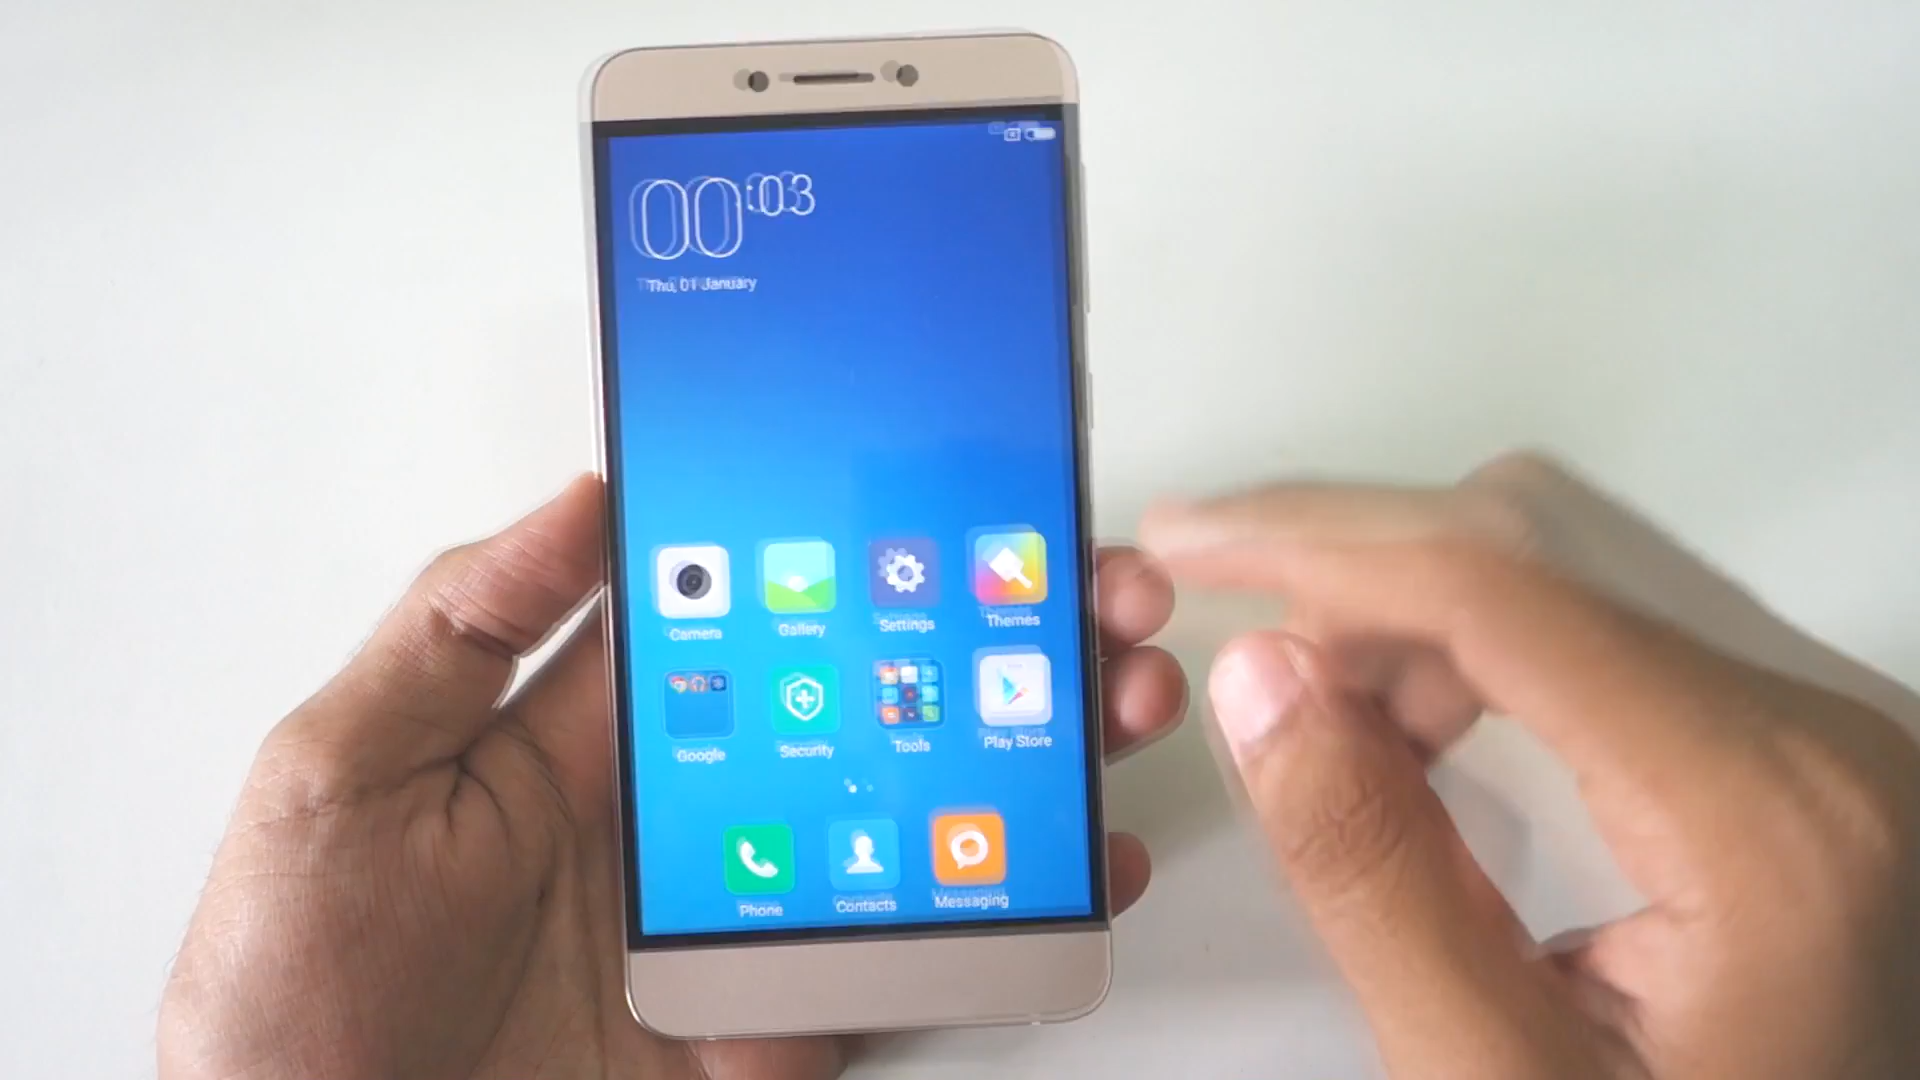 00:03
Thu, 01 January
Camera Gallery Settings Themes
Google Security Tools Play Store
Phone Contacts Messaging